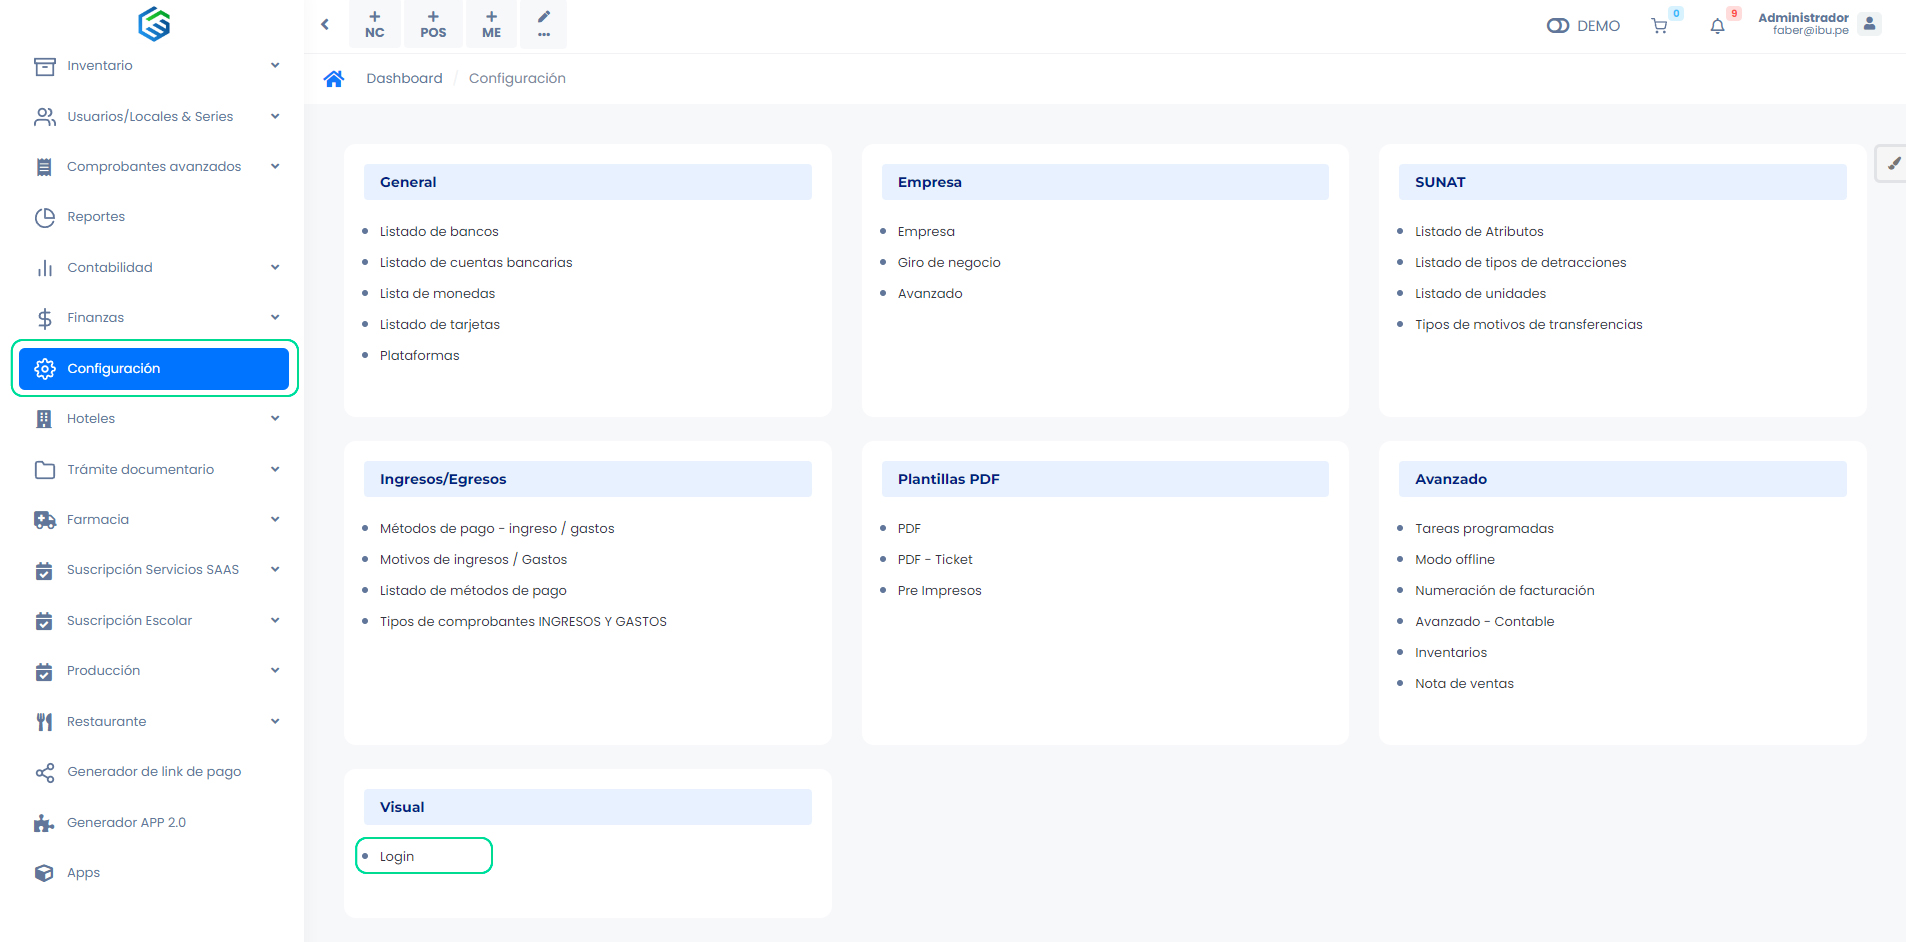 Inventario
Usuarios/Locales & Series
Comprobantes avanzados
Reportes
Contabilidad
Finanzas
Configuración
Hoteles
Trámite documentario
Farmacia
Suscripción Servicios SAAS
Suscripción Escolar
Producción
Restaurante
Generador de link de pago
Generador APP 2.0
Apps
NC
POS
ME
...
DEMO
0
9
Administrador
faber@ibu.pe
Dashboard / Configuración
General
Listado de bancos
Listado de cuentas bancarias
Lista de monedas
Listado de tarjetas
Plataformas
Empresa
Empresa
Giro de negocio
Avanzado
SUNAT
Listado de Atributos
Listado de tipos de detracciones
Listado de unidades
Tipos de motivos de transferencias
Ingresos/Egresos
Métodos de pago - ingreso / gastos
Motivos de ingresos / Gastos
Listado de métodos de pago
Tipos de comprobantes INGRESOS Y GASTOS
Plantillas PDF
PDF
PDF - Ticket
Pre Impresos
Avanzado
Tareas programadas
Modo offline
Numeración de facturación
Avanzado - Contable
Inventarios
Nota de ventas
Visual
Login